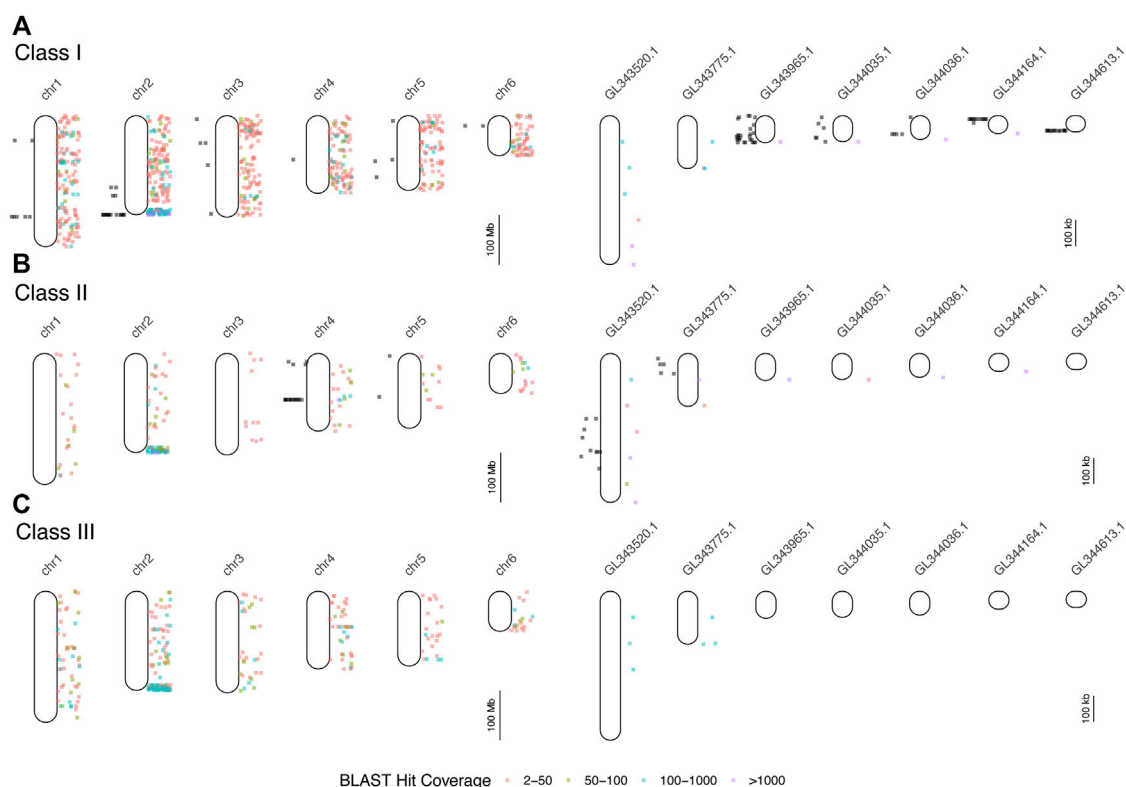 A
Class I
chr1 chr2 chr3 chr4 chr5 chr6 GL343520.1 GL343775.1 GL343965.1 GL344035.1 GL344036.1 GL344164.1 GL344613.1
100 Mb 100 kb
B
Class II
chr1 chr2 chr3 chr4 chr5 chr6 GL343520.1 GL343775.1 GL343965.1 GL344035.1 GL344036.1 GL344164.1 GL344613.1
100 Mb 100 kb
C
Class III
chr1 chr2 chr3 chr4 chr5 chr6 GL343520.1 GL343775.1 GL343965.1 GL344035.1 GL344036.1 GL344164.1 GL344613.1
100 Mb 100 kb
BLAST Hit Coverage 2−50 50−100 100−1000 >1000